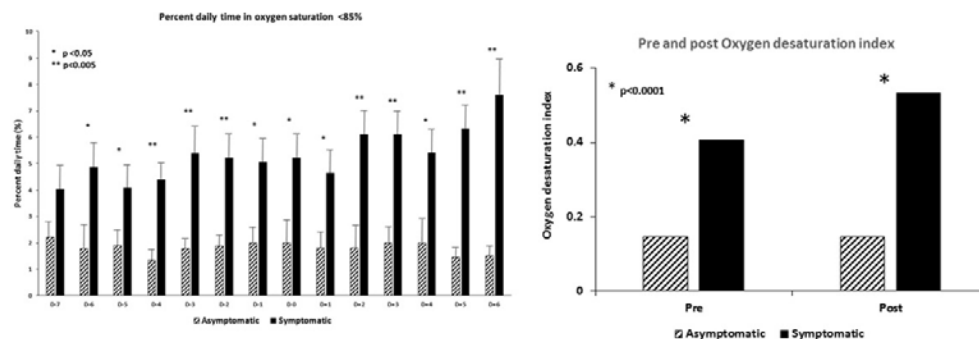 Percent daily time in oxygen saturation <85%
Percent daily time (%)
10
9
8
7
6
5
4
3
2
1
0
* p <0.05
** p<0.005
* * ** ** ** * * * ** ** * ** **
D-7 D-6 D-5 D-4 D-3 D-2 D-1 D-0 D+1 D+2 D+3 D+4 D+5 D+6
Asymptomatic Symptomatic
Pre and post Oxygen desaturation index
Oxygen desaturation index
0.6
0.4
0.2
0
* p<0.0001
* *
Pre Post
Asymptomatic Symptomatic